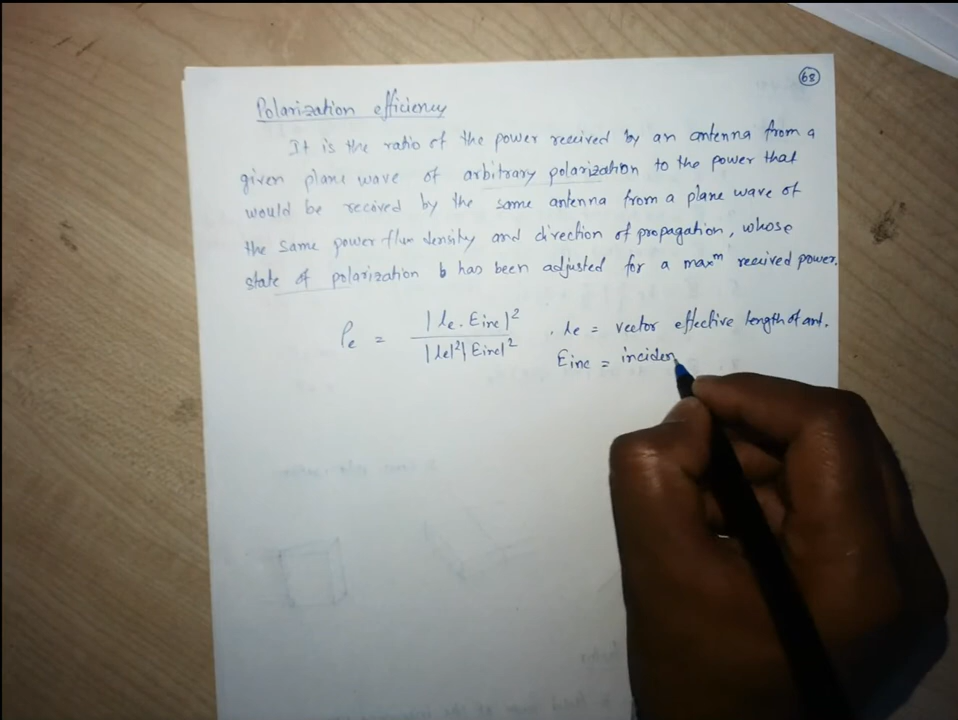 68
Polarization efficiency
It is the ratio of the power received by an antenna from a
given plane wave of arbitrary polarization to the power that
would be recived by the same antenna from a plane wave of
the same power flux density and direction of propagation, whose
state of polarization has been adjusted for a maxᵐ received power.
Pe = |le . Einc|² / |le|²|Einc|² , le = vector effective length of ant.
Einc = inciden